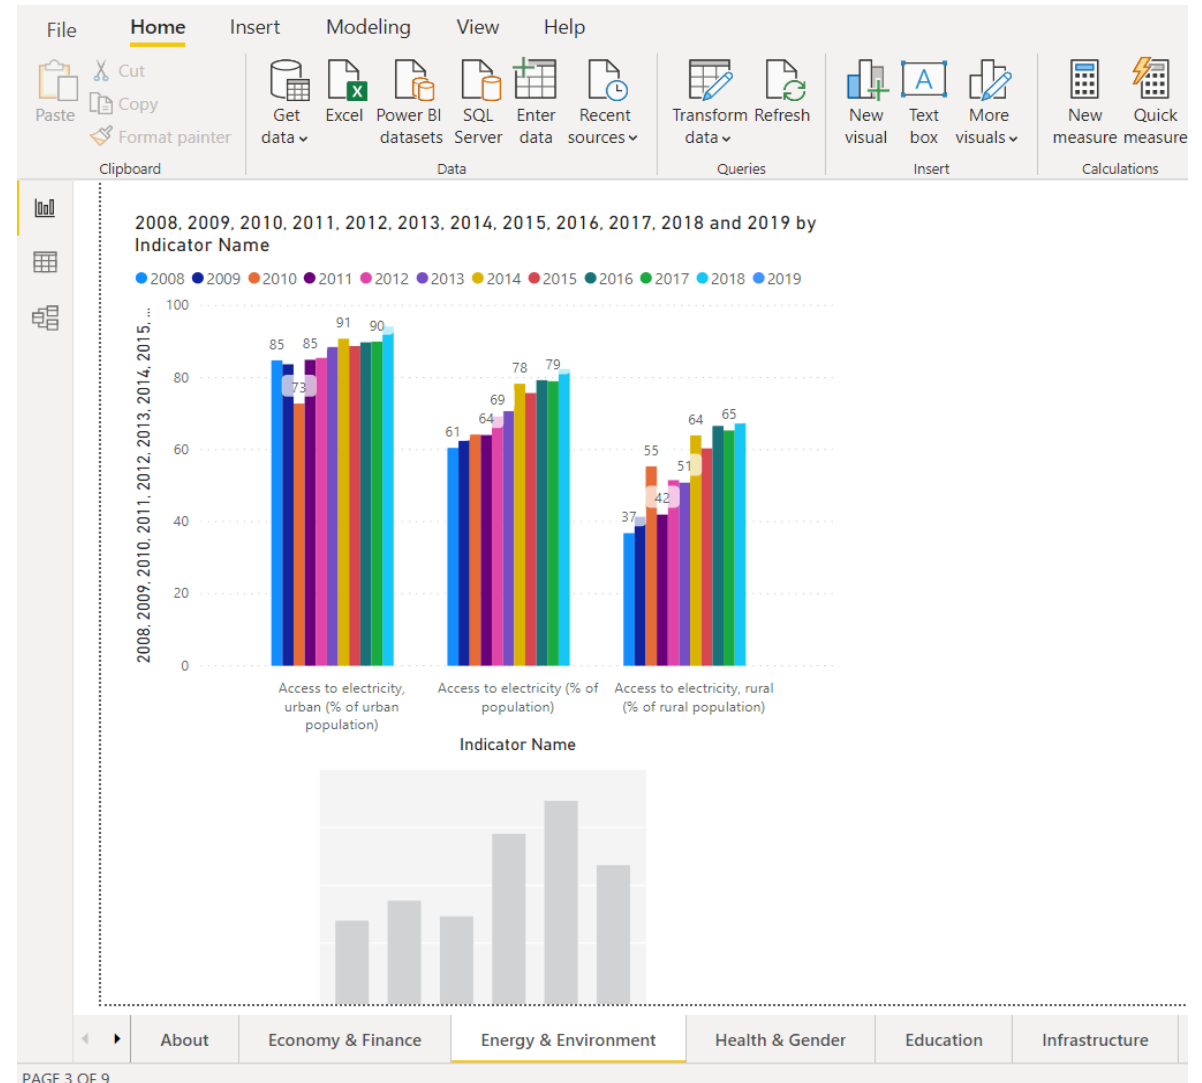 File Home Insert Modeling View Help
Paste
Cut
Copy
Format painter
Get data
Excel
Power BI datasets
SQL Server
Enter data
Recent sources
Transform data
Refresh
New visual
Text box
More visuals
New measure
Quick measure
Clipboard Data Queries Insert Calculations
2008, 2009, 2010, 2011, 2012, 2013, 2014, 2015, 2016, 2017, 2018 and 2019 by
Indicator Name
2008 2009 2010 2011 2012 2013 2014 2015 2016 2017 2018 2019
2008, 2009, 2010, 2011, 2012, 2013, 2014, 2015, ...
100
80
60
40
20
0
85 73 85 91 90
61 64 69 78 79
37 55 42 51 64 65
Access to electricity,
urban (% of urban
population)
Access to electricity (% of
population)
Access to electricity, rural
(% of rural population)
Indicator Name
About Economy & Finance Energy & Environment Health & Gender Education Infrastructure
PAGE 3 OF 9